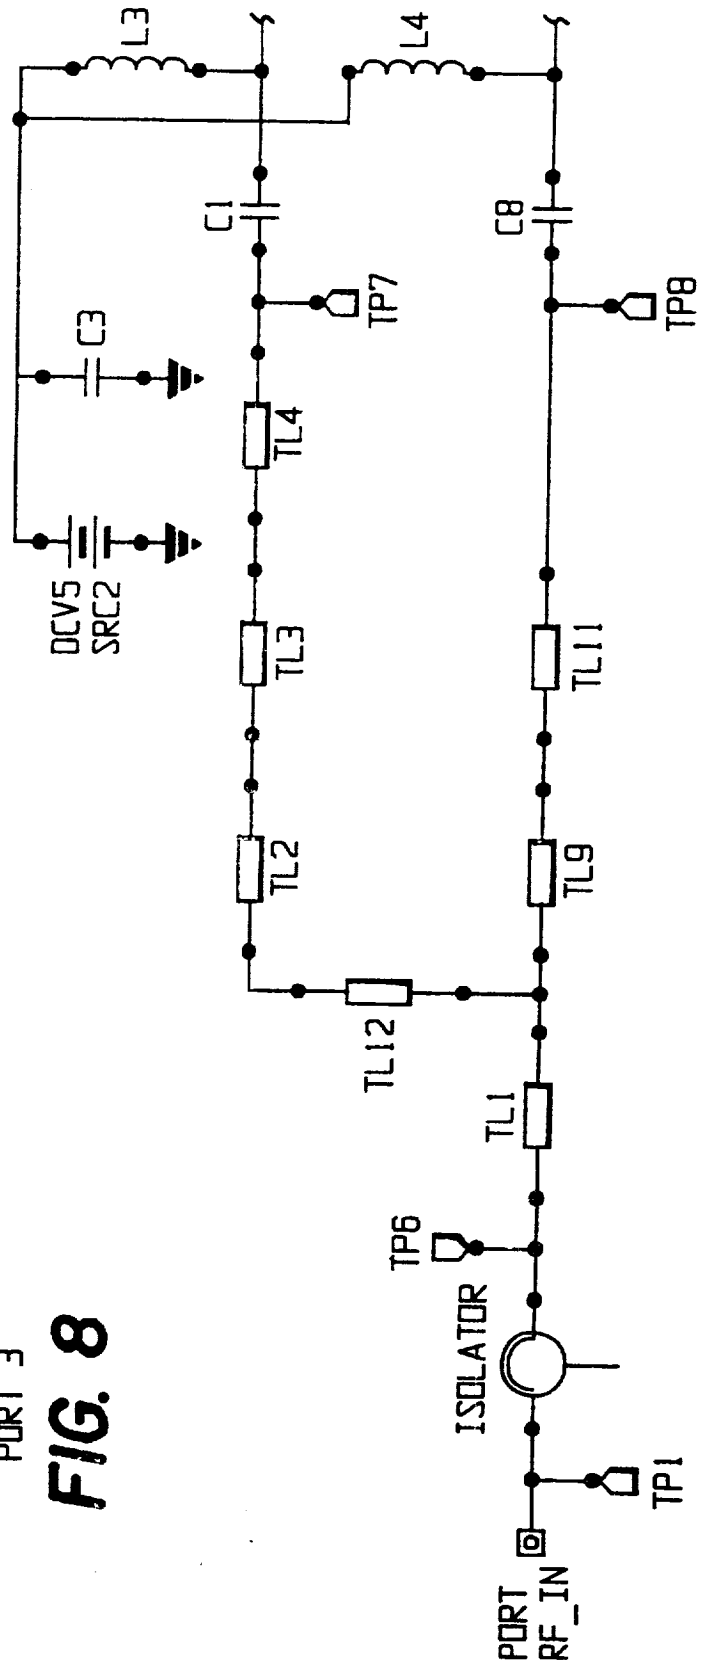 PORT 3
FIG. 8
L3
L4
C1
C8
C3
TP7
TP8
TL4
DCV5
SRC2
TL3
TL11
TL2
TL9
TL12
TL1
TP6
ISOLATOR
TP1
PORT
RF_IN